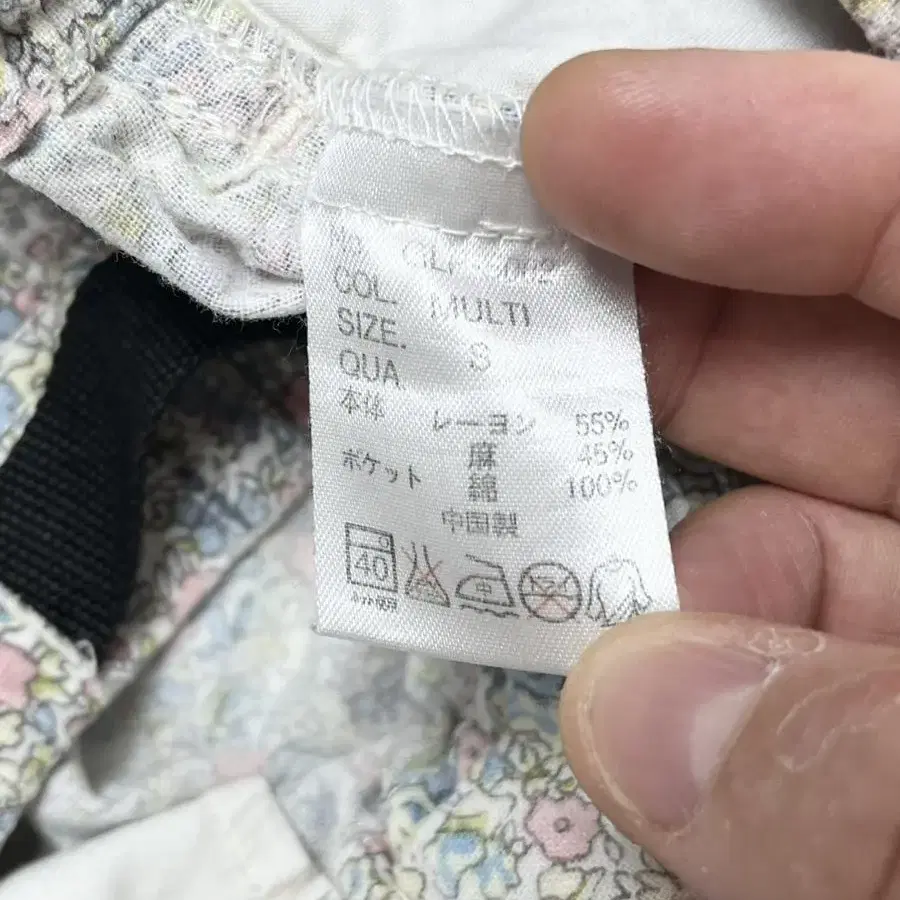 COL. MULTI
SIZE. S
QUA
本体 レーヨン 55%
麻 45%
ポケット 綿 100%
中国製
40